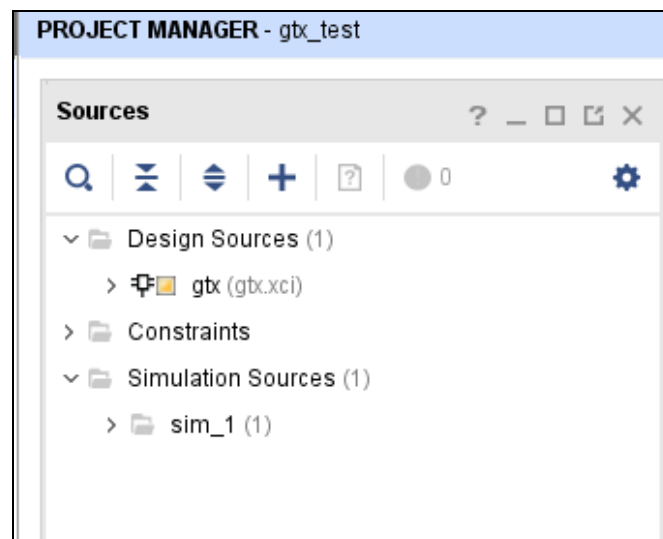 PROJECT MANAGER - gtx_test
Sources
? 
? 0
Design Sources (1)
gtx (gtx.xci)
Constraints
Simulation Sources (1)
sim_1 (1)